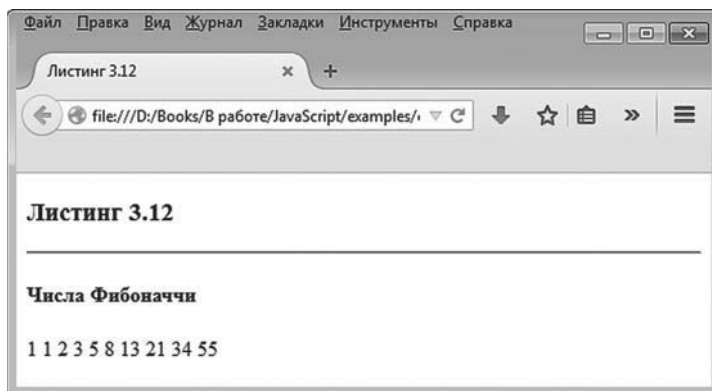 Файл Правка Вид Журнал Закладки Инструменты Справка
Листинг 3.12
file:///D:/Books/В работе/JavaScript/examples/
Листинг 3.12
Числа Фибоначчи
1 1 2 3 5 8 13 21 34 55